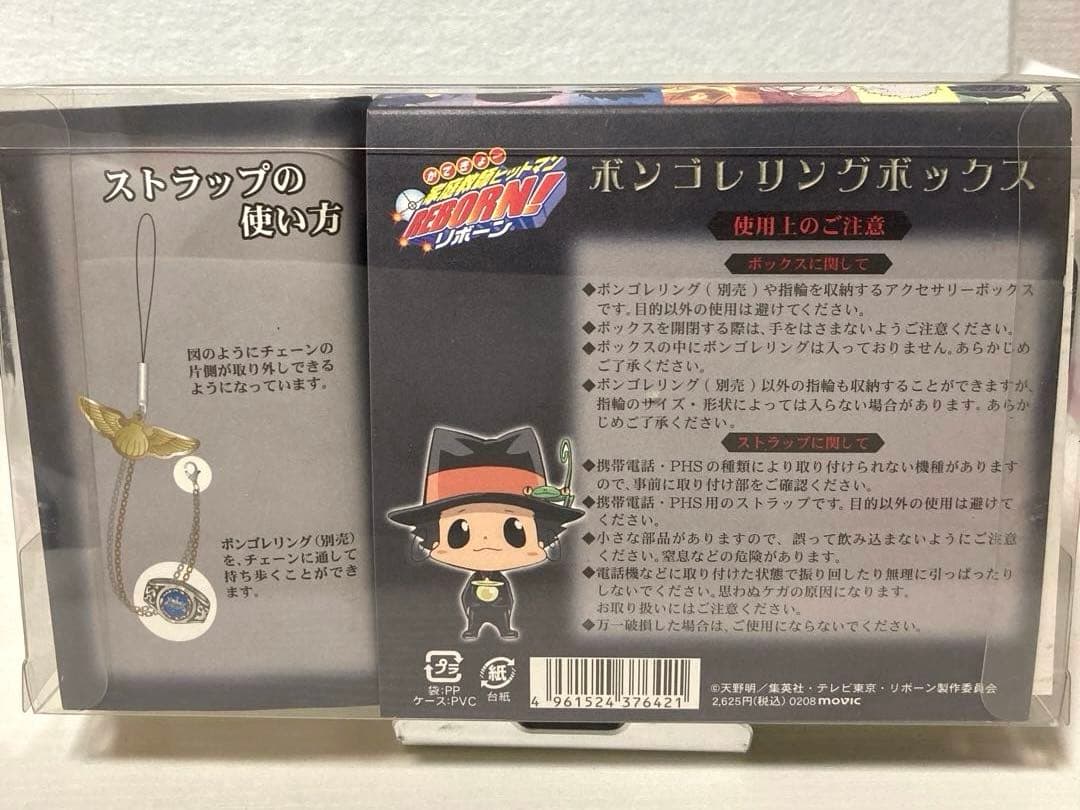 ストラップの
使い方
図のようにチェーンの
片側が取り外しできる
ようになっています。
ボンゴレリング(別売)
を、チェーンに通して
持ち歩くことができ
ます。
かてきょー
家庭教師ヒットマン
REBORN!
リボーン
ボンゴレリングボックス
使用上のご注意
ボックスに関して
◆ボンゴレリング(別売)や指輪を収納するアクセサリーボックス
です。目的以外の使用は避けてください。
◆ボックスを開閉する際は、手をはさまないようご注意ください。
◆ボックスの中にボンゴレリングは入っておりません。あらかじめ
ご了承ください。
◆ボンゴレリング(別売)以外の指輪も収納することができますが、
指輪のサイズ・形状によっては入らない場合があります。あらか
じめご了承ください。
ストラップに関して
◆携帯電話・PHSの種類により取り付けられない機種があります
ので、事前に取り付け部をご確認ください。
◆携帯電話・PHS用のストラップです。目的以外の使用は避けて
ください。
◆小さな部品がありますので、誤って飲み込まないようにご注意
ください。窒息などの危険があります。
◆電話機などに取り付けた状態で振り回したり無理に引っぱったり
しないでください。思わぬケガの原因になります。
お取り扱いにはご注意ください。
◆万一破損した場合は、ご使用にならないでください。
プラ
袋:PP
ケース:PVC
紙
台紙
4 961524 376421
©天野明／集英社・テレビ東京・リボーン製作委員会
2,625円(税込) 0208 movic